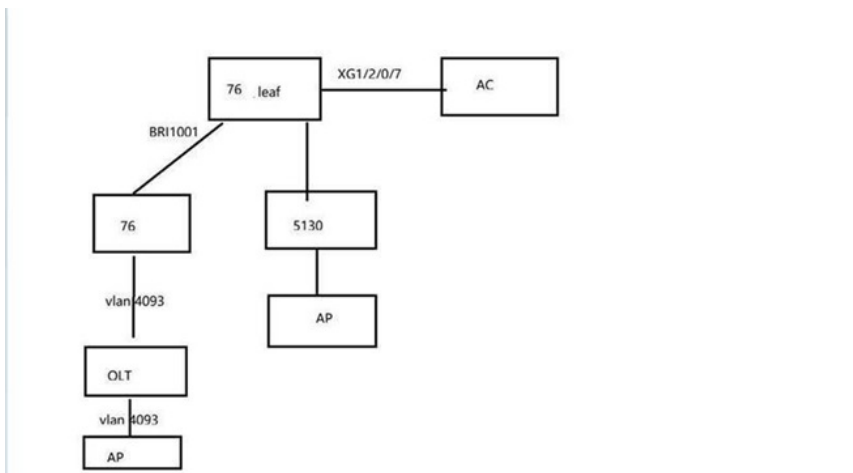 76 leaf
XG1/2/0/7
AC
BRI1001
76
5130
vlan 4093
AP
OLT
vlan 4093
AP